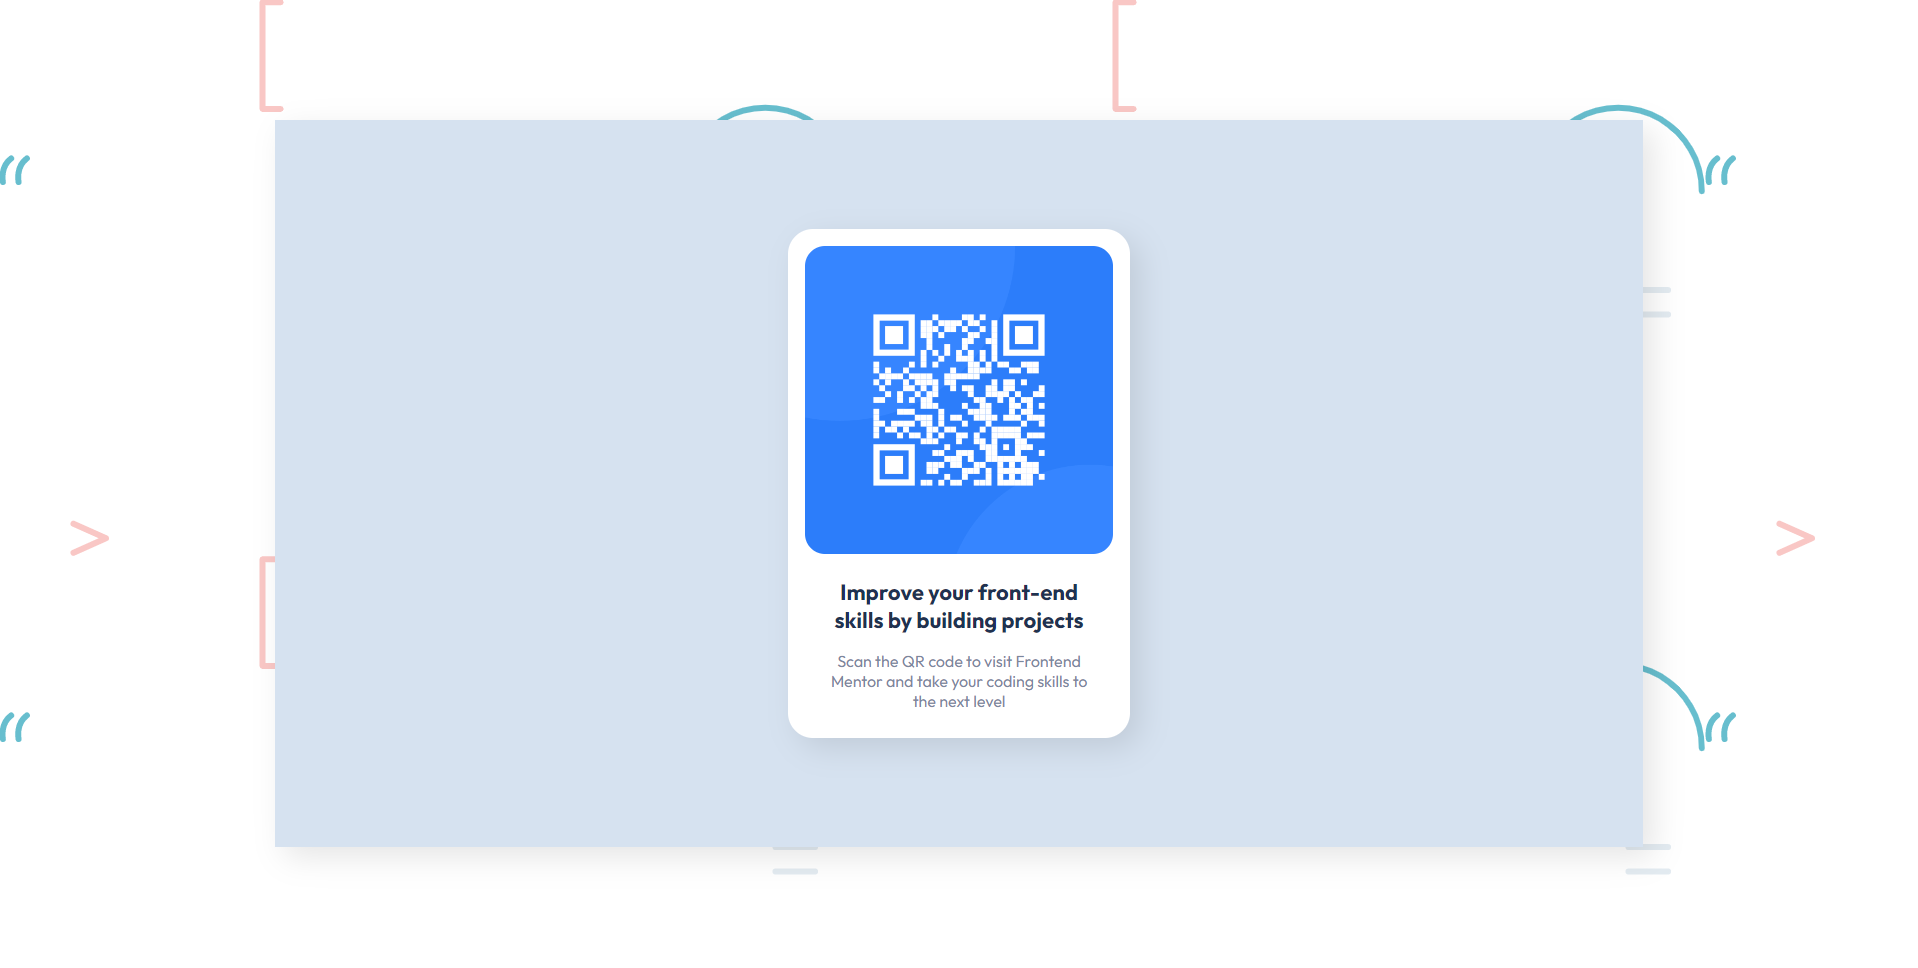 Improve your front-end
skills by building projects
Scan the QR code to visit Frontend
Mentor and take your coding skills to
the next level